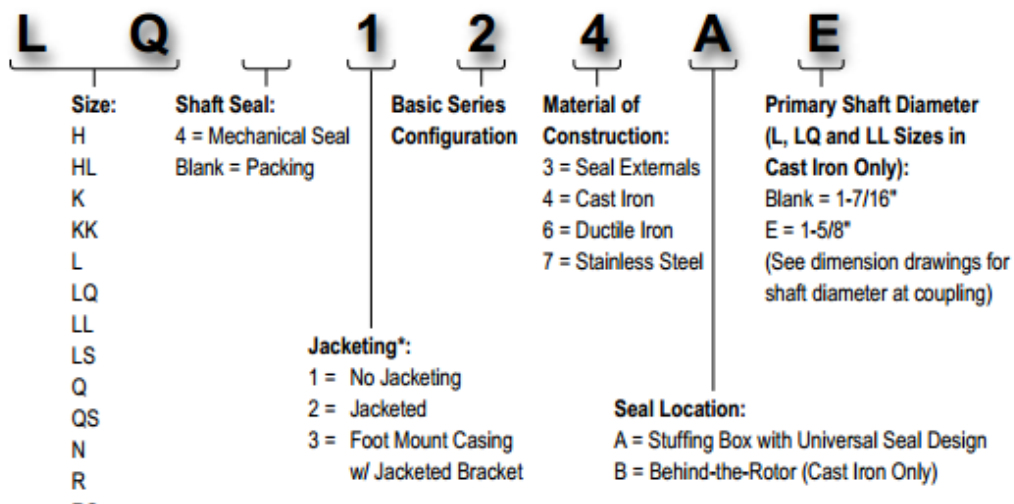 L Q 1 2 4 A E
Size:
H
HL
K
KK
L
LQ
LL
LS
Q
QS
N
R
Shaft Seal:
4 = Mechanical Seal
Blank = Packing
Jacketing*:
1 = No Jacketing
2 = Jacketed
3 = Foot Mount Casing
w/ Jacketed Bracket
Basic Series
Configuration
Material of
Construction:
3 = Seal Externals
4 = Cast Iron
6 = Ductile Iron
7 = Stainless Steel
Seal Location:
A = Stuffing Box with Universal Seal Design
B = Behind-the-Rotor (Cast Iron Only)
Primary Shaft Diameter
(L, LQ and LL Sizes in
Cast Iron Only):
Blank = 1-7/16"
E = 1-5/8"
(See dimension drawings for
shaft diameter at coupling)